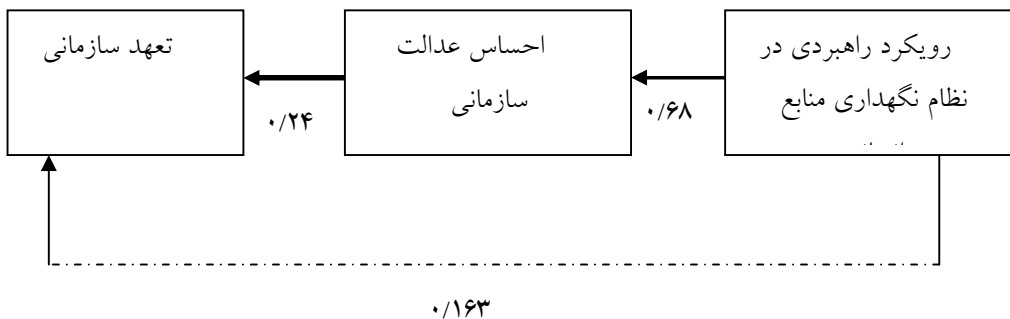 رویکرد راهبردی در
نظام نگهداری منابع
احساس عدالت
سازمانی
تعهد سازمانی
۰/۶۸
۰/۲۴
۰/۱۶۳